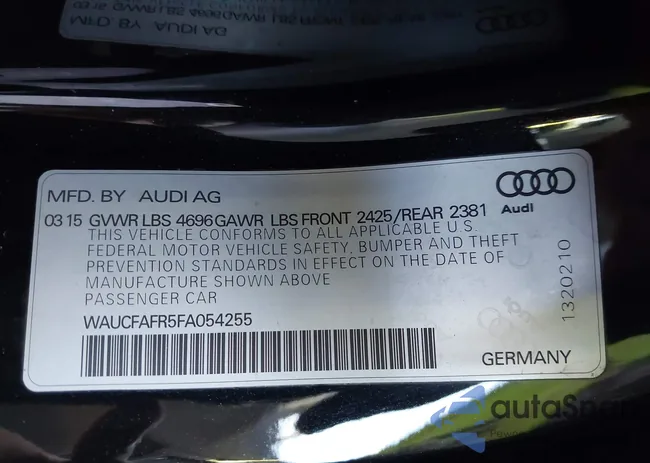 MFD. BY AUDI AG
Audi
03 15 GVWR LBS 4696 GAWR LBS FRONT 2425/REAR 2381
THIS VEHICLE CONFORMS TO ALL APPLICABLE U.S.
FEDERAL MOTOR VEHICLE SAFETY, BUMPER AND THEFT
PREVENTION STANDARDS IN EFFECT ON THE DATE OF
MANUFACTURE SHOWN ABOVE
PASSENGER CAR
1320210
WAUCFAFR5FA054255
GERMANY